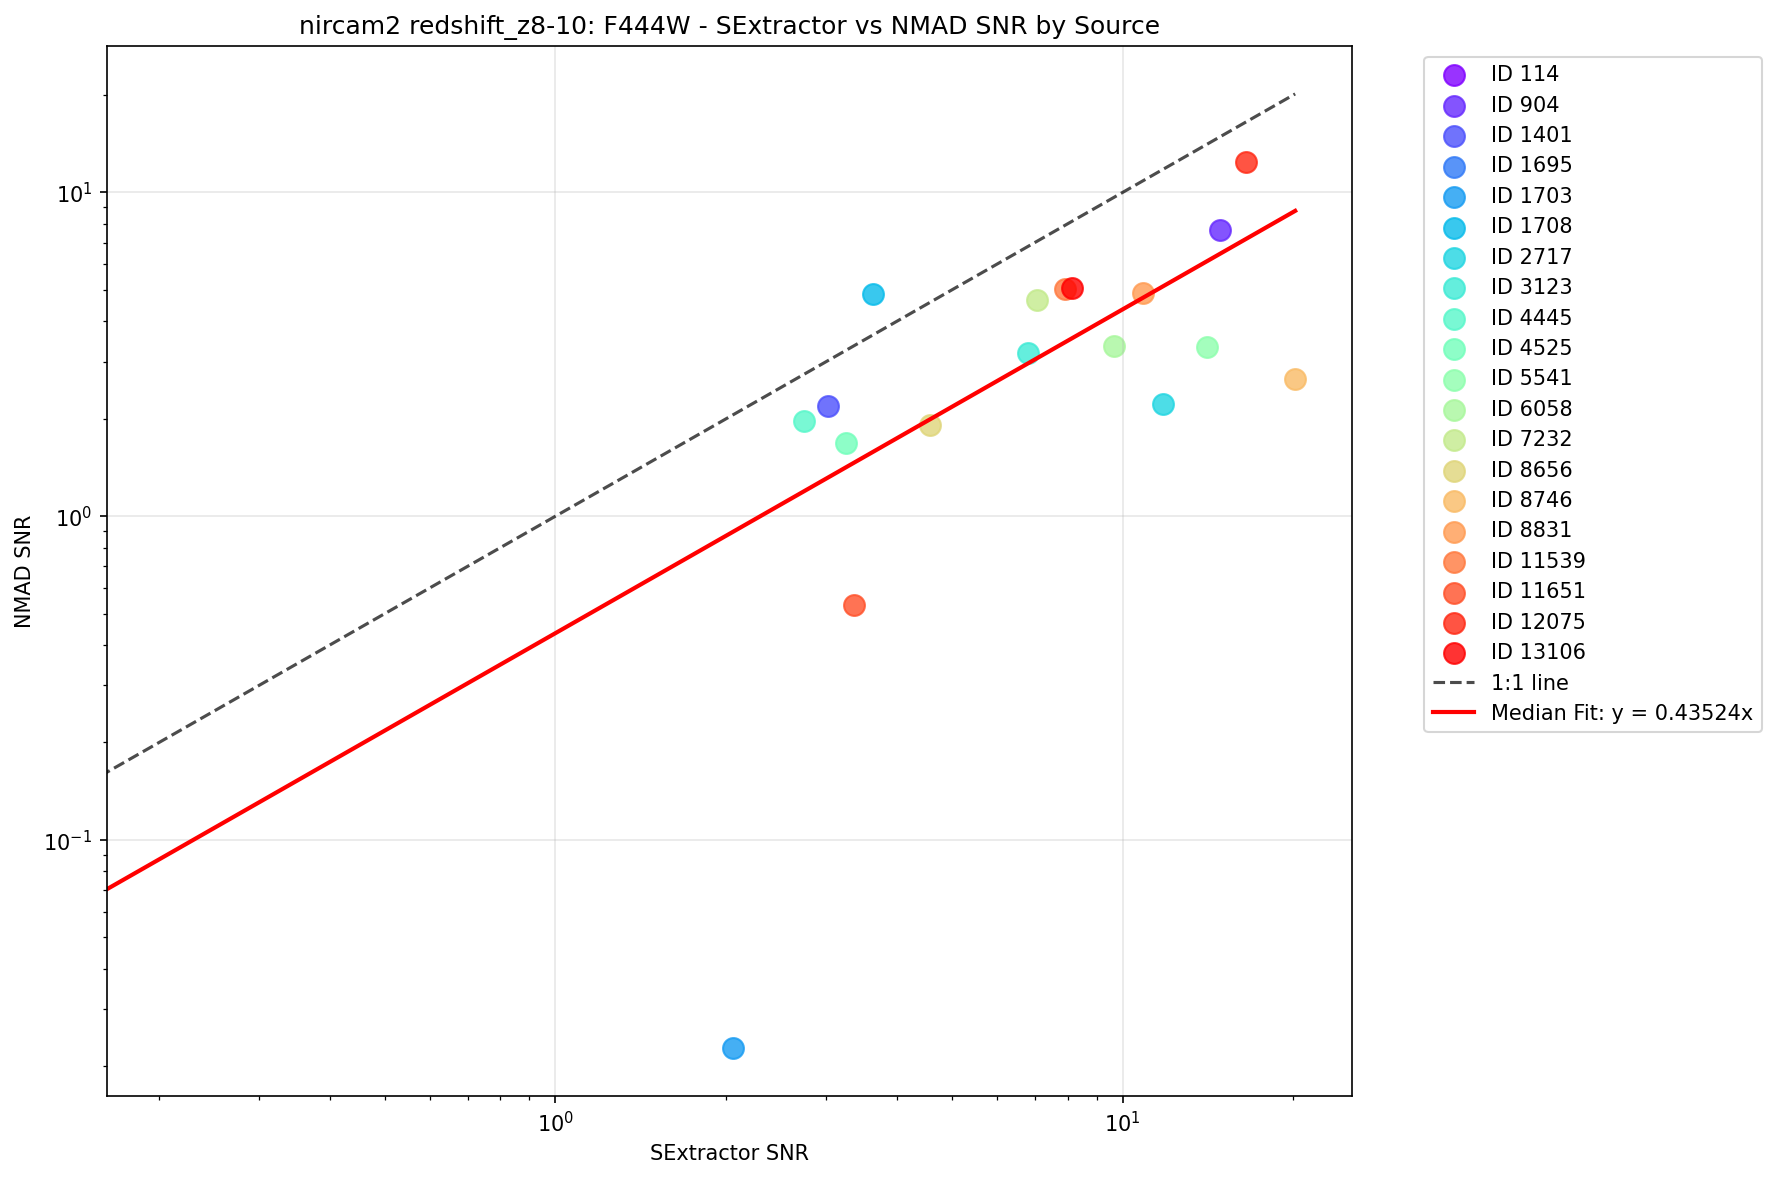 nircam2 redshift_z8-10: F444W - SExtractor vs NMAD SNR by Source
NMAD SNR
10¹
10⁰
10⁻¹
10⁰
10¹
SExtractor SNR
ID 114
ID 904
ID 1401
ID 1695
ID 1703
ID 1708
ID 2717
ID 3123
ID 4445
ID 4525
ID 5541
ID 6058
ID 7232
ID 8656
ID 8746
ID 8831
ID 11539
ID 11651
ID 12075
ID 13106
1:1 line
Median Fit: y = 0.43524x